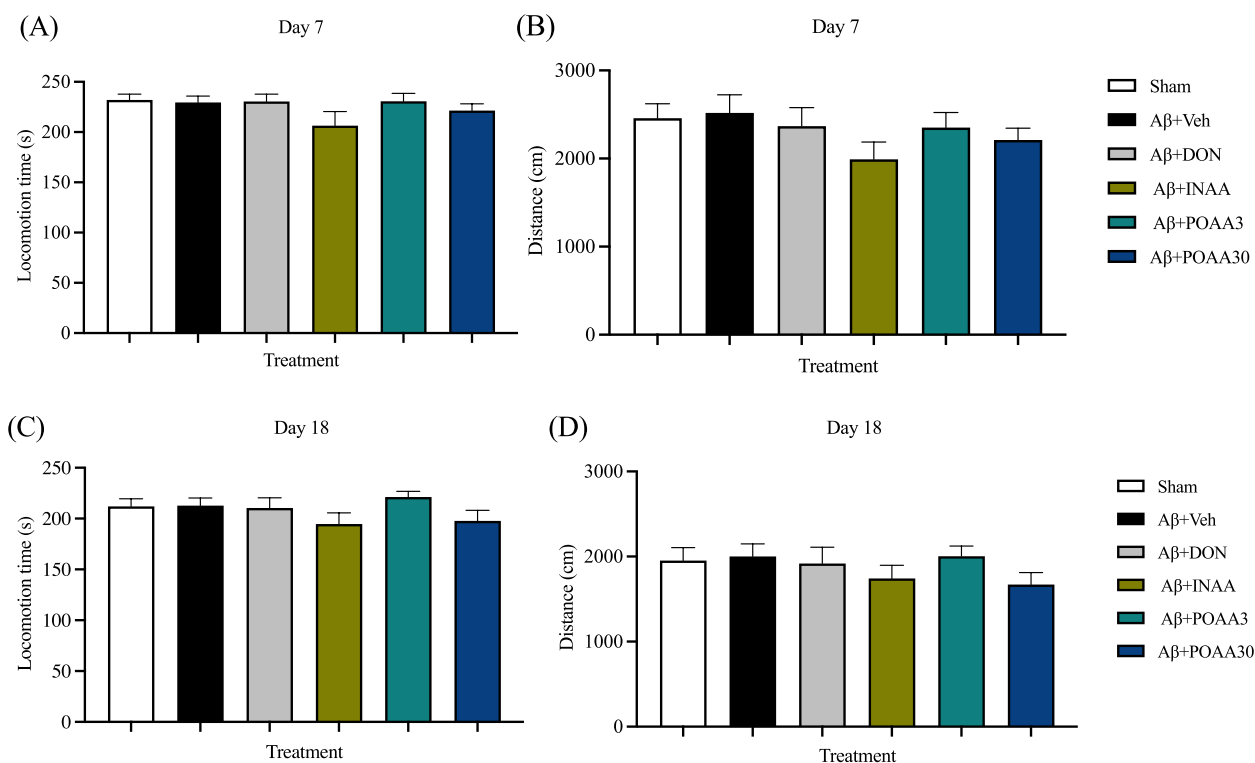 (A)
Day 7
Locomotion time (s)
250
200
150
100
50
0
Treatment
(B)
Day 7
Distance (cm)
3000
2000
1000
0
Treatment
Sham
Aβ+Veh
Aβ+DON
Aβ+INAA
Aβ+POAA3
Aβ+POAA30
(C)
Day 18
Locomotion time (s)
250
200
150
100
50
0
Treatment
(D)
Day 18
Distance (cm)
3000
2000
1000
0
Treatment
Sham
Aβ+Veh
Aβ+DON
Aβ+INAA
Aβ+POAA3
Aβ+POAA30